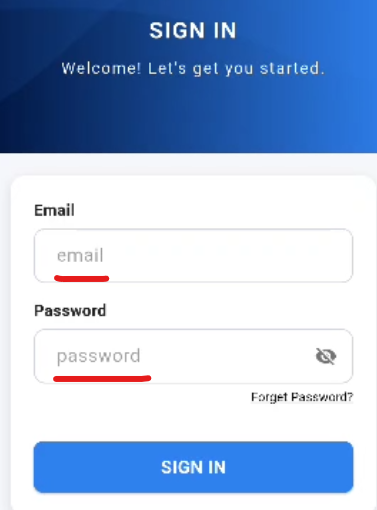 SIGN IN
Welcome! Let's get you started.
Email
email
Password
password
Forget Password?
SIGN IN